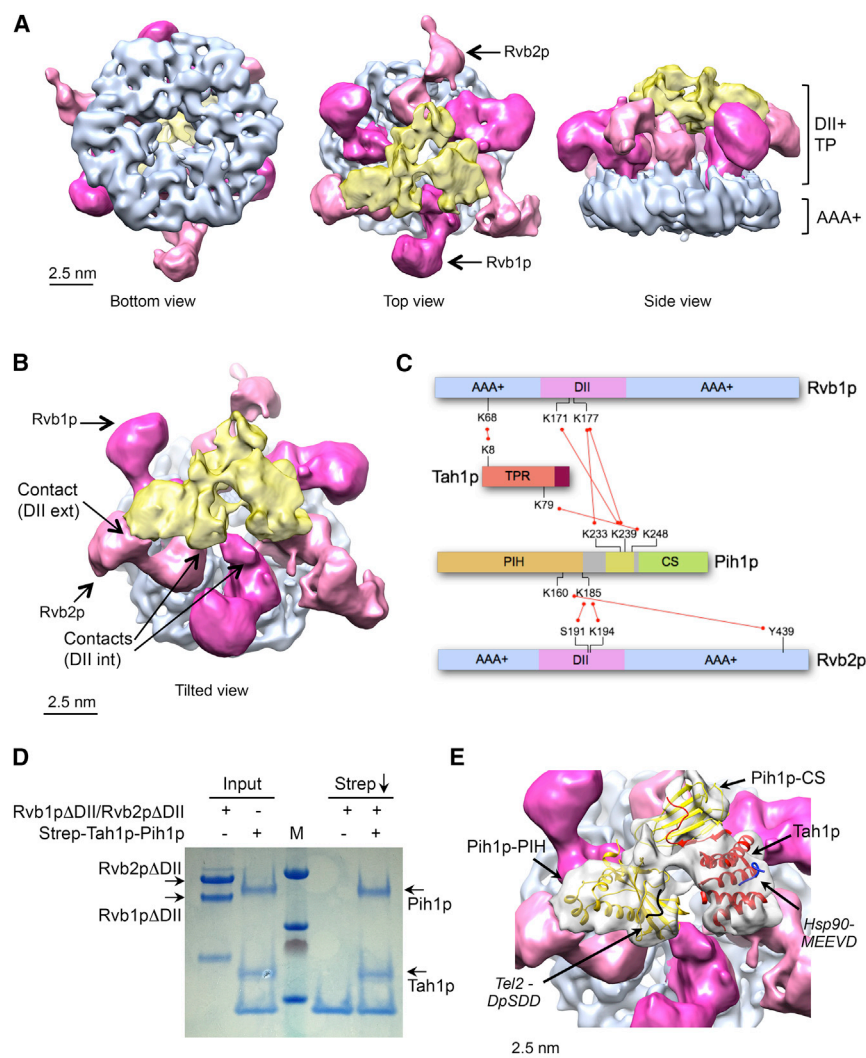 A
Rvb2p
DII+
TP
AAA+
Rvb1p
2.5 nm
Bottom view
Top view
Side view
B
Rvb1p
Contact
(DII ext)
Rvb2p
Contacts
(DII int)
Tilted view
2.5 nm
C
AAA+ DII AAA+ Rvb1p
K68 K171 K177
K8
Tah1p TPR
K79
K233 K239 K248
PIH CS Pih1p
K160 K185
S191 K194 Y439
AAA+ DII AAA+ Rvb2p
D
Input Strep↓
Rvb1pΔDII/Rvb2pΔDII + - + +
Strep-Tah1p-Pih1p - + M - +
Rvb2pΔDII
Rvb1pΔDII
Pih1p
Tah1p
E
Pih1p-CS
Tah1p
Pih1p-PIH
Hsp90-
MEEVD
Tel2 -
DpSDD
2.5 nm